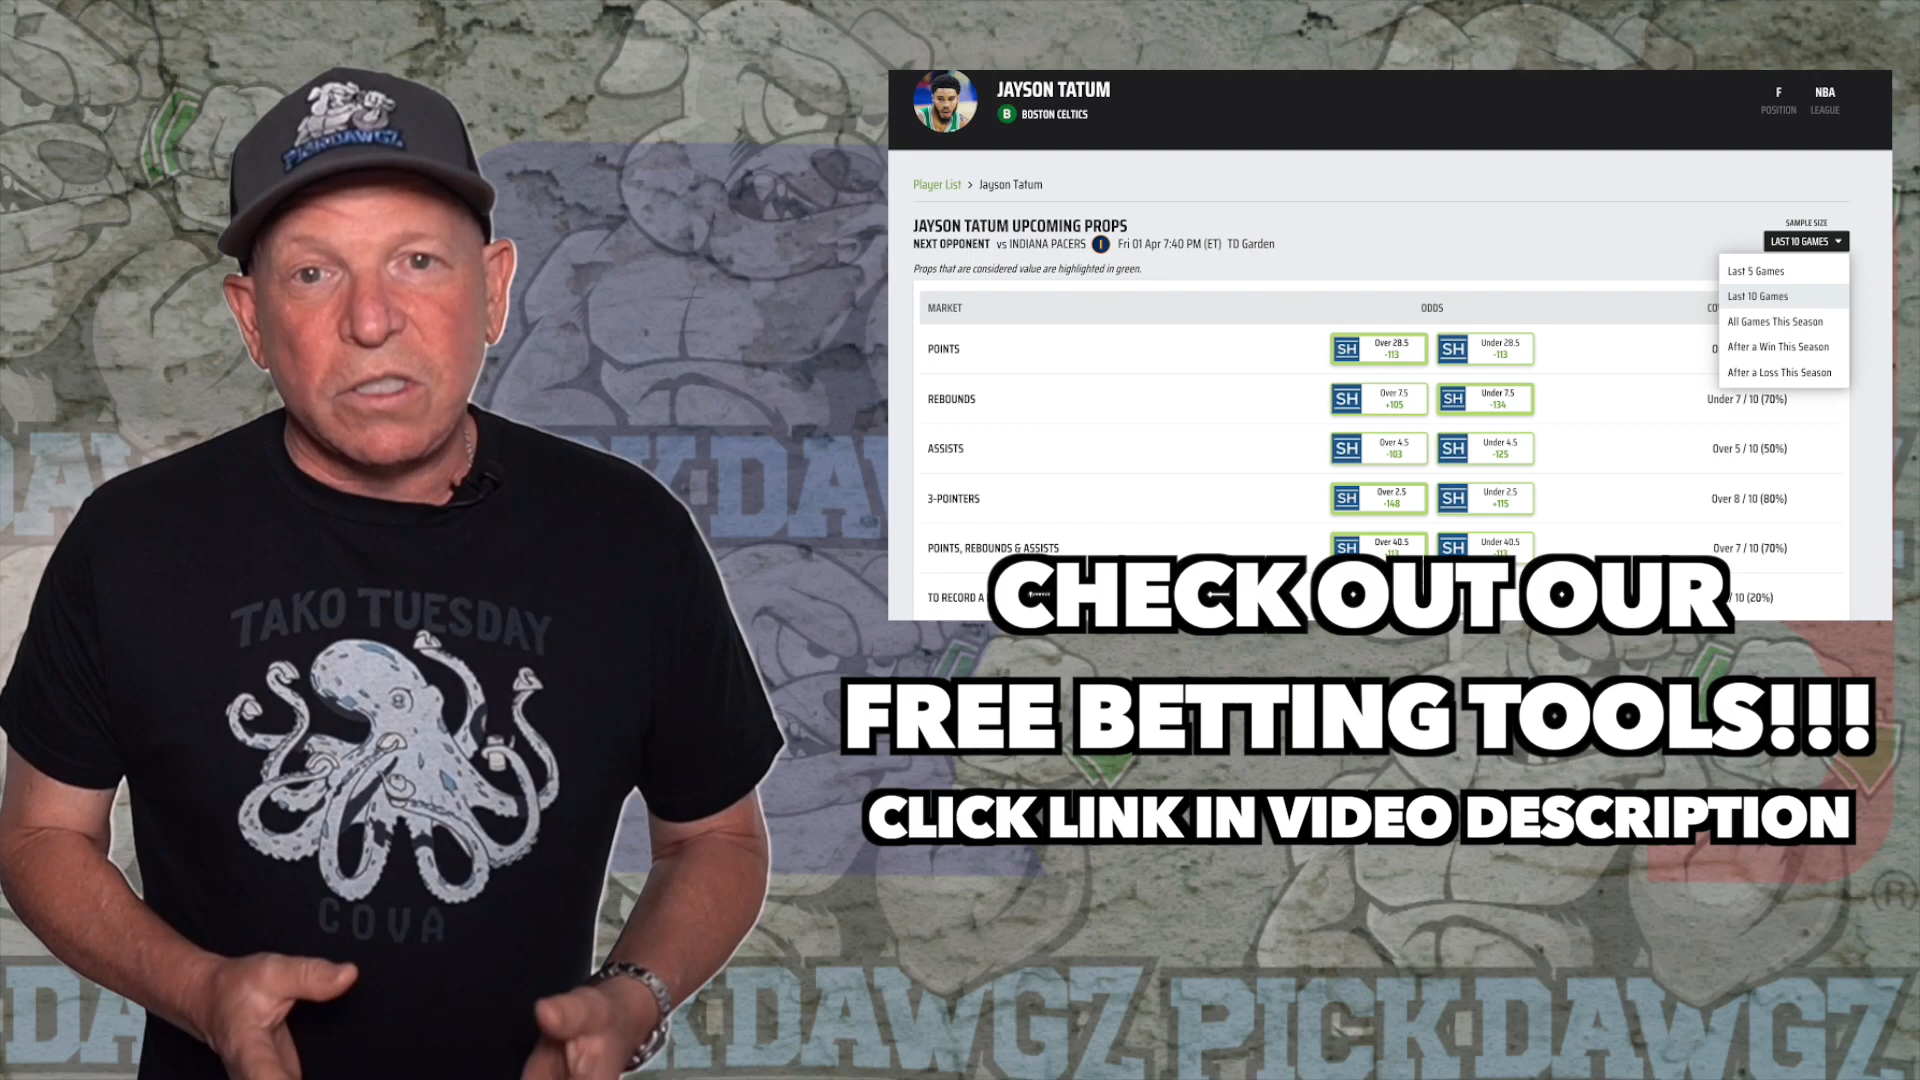 PICKDAWGZ
TAKO TUESDAY
COVA
JAYSON TATUM
B BOSTON CELTICS
F
POSITION
NBA
LEAGUE
Player List > Jayson Tatum
JAYSON TATUM UPCOMING PROPS
NEXT OPPONENT vs INDIANA PACERS Fri 01 Apr 7:40 PM (ET) TD Garden
Props that are considered value are highlighted in green.
SAMPLE SIZE
LAST 10 GAMES
Last 5 Games
Last 10 Games
All Games This Season
After a Win This Season
After a Loss This Season
MARKET ODDS
POINTS SH Over 28.5 -113 SH Under 28.5 -113
REBOUNDS SH Over 7.5 +105 SH Under 7.5 -134 Under 7 / 10 (70%)
ASSISTS SH Over 4.5 -103 SH Under 4.5 -125 Over 5 / 10 (50%)
3-POINTERS SH Over 2.5 -148 SH Under 2.5 +115 Over 8 / 10 (80%)
POINTS, REBOUNDS & ASSISTS SH Over 40.5 -113 SH Under 40.5 -113 Over 7 / 10 (70%)
TO RECORD A / 10 (20%)
CHECK OUT OUR
FREE BETTING TOOLS!!!
CLICK LINK IN VIDEO DESCRIPTION
PICKDAWGZ
DAWGZ PICKDAWGZ
®